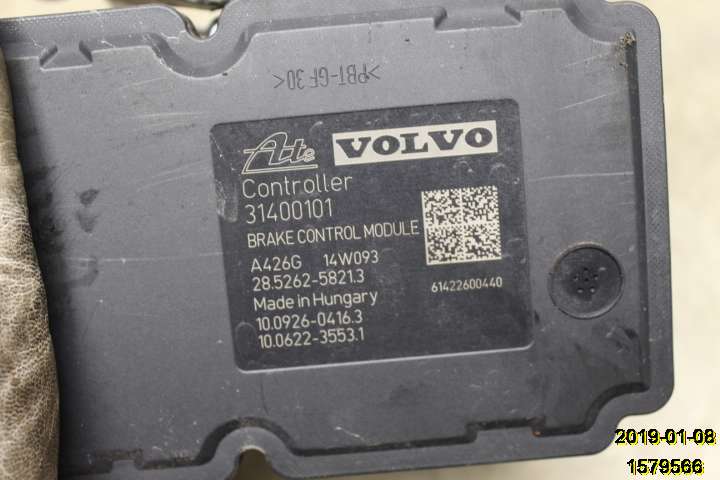 >PBT-GF30<
Ate VOLVO
Controller
31400101
BRAKE CONTROL MODULE
A426G 14W093
28.5262-5821.3
61422600440
Made in Hungary
10.0926-0416.3
10.0622-3553.1
2019-01-08
1579566